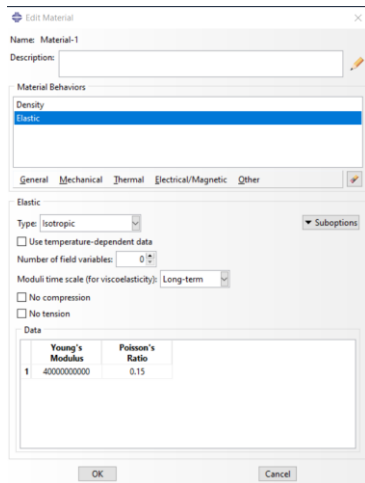 Edit Material
Name: Material-1
Description:
Material Behaviors
Density
Elastic
General Mechanical Thermal Electrical/Magnetic Other
Elastic
Type: Isotropic
Suboptions
Use temperature-dependent data
Number of field variables: 0
Moduli time scale (for viscoelasticity): Long-term
No compression
No tension
Data
Young's Modulus
Poisson's Ratio
1 40000000000 0.15
OK Cancel